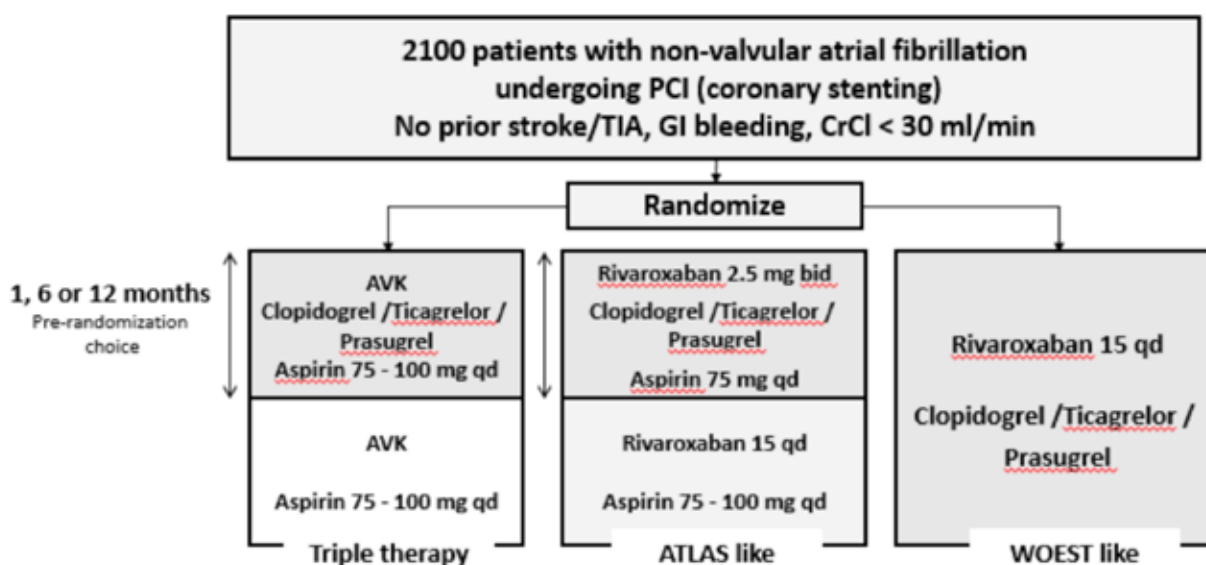 2100 patients with non-valvular atrial fibrillation
undergoing PCI (coronary stenting)
No prior stroke/TIA, GI bleeding, CrCl < 30 ml/min
Randomize
1, 6 or 12 months
Pre-randomization
choice
AVK
Clopidogrel /Ticagrelor /
Prasugrel
Aspirin 75 - 100 mg qd
AVK
Aspirin 75 - 100 mg qd
Triple therapy
Rivaroxaban 2.5 mg bid
Clopidogrel /Ticagrelor /
Prasugrel
Aspirin 75 mg qd
Rivaroxaban 15 qd
Aspirin 75 - 100 mg qd
ATLAS like
Rivaroxaban 15 qd
Clopidogrel /Ticagrelor /
Prasugrel
WOEST like